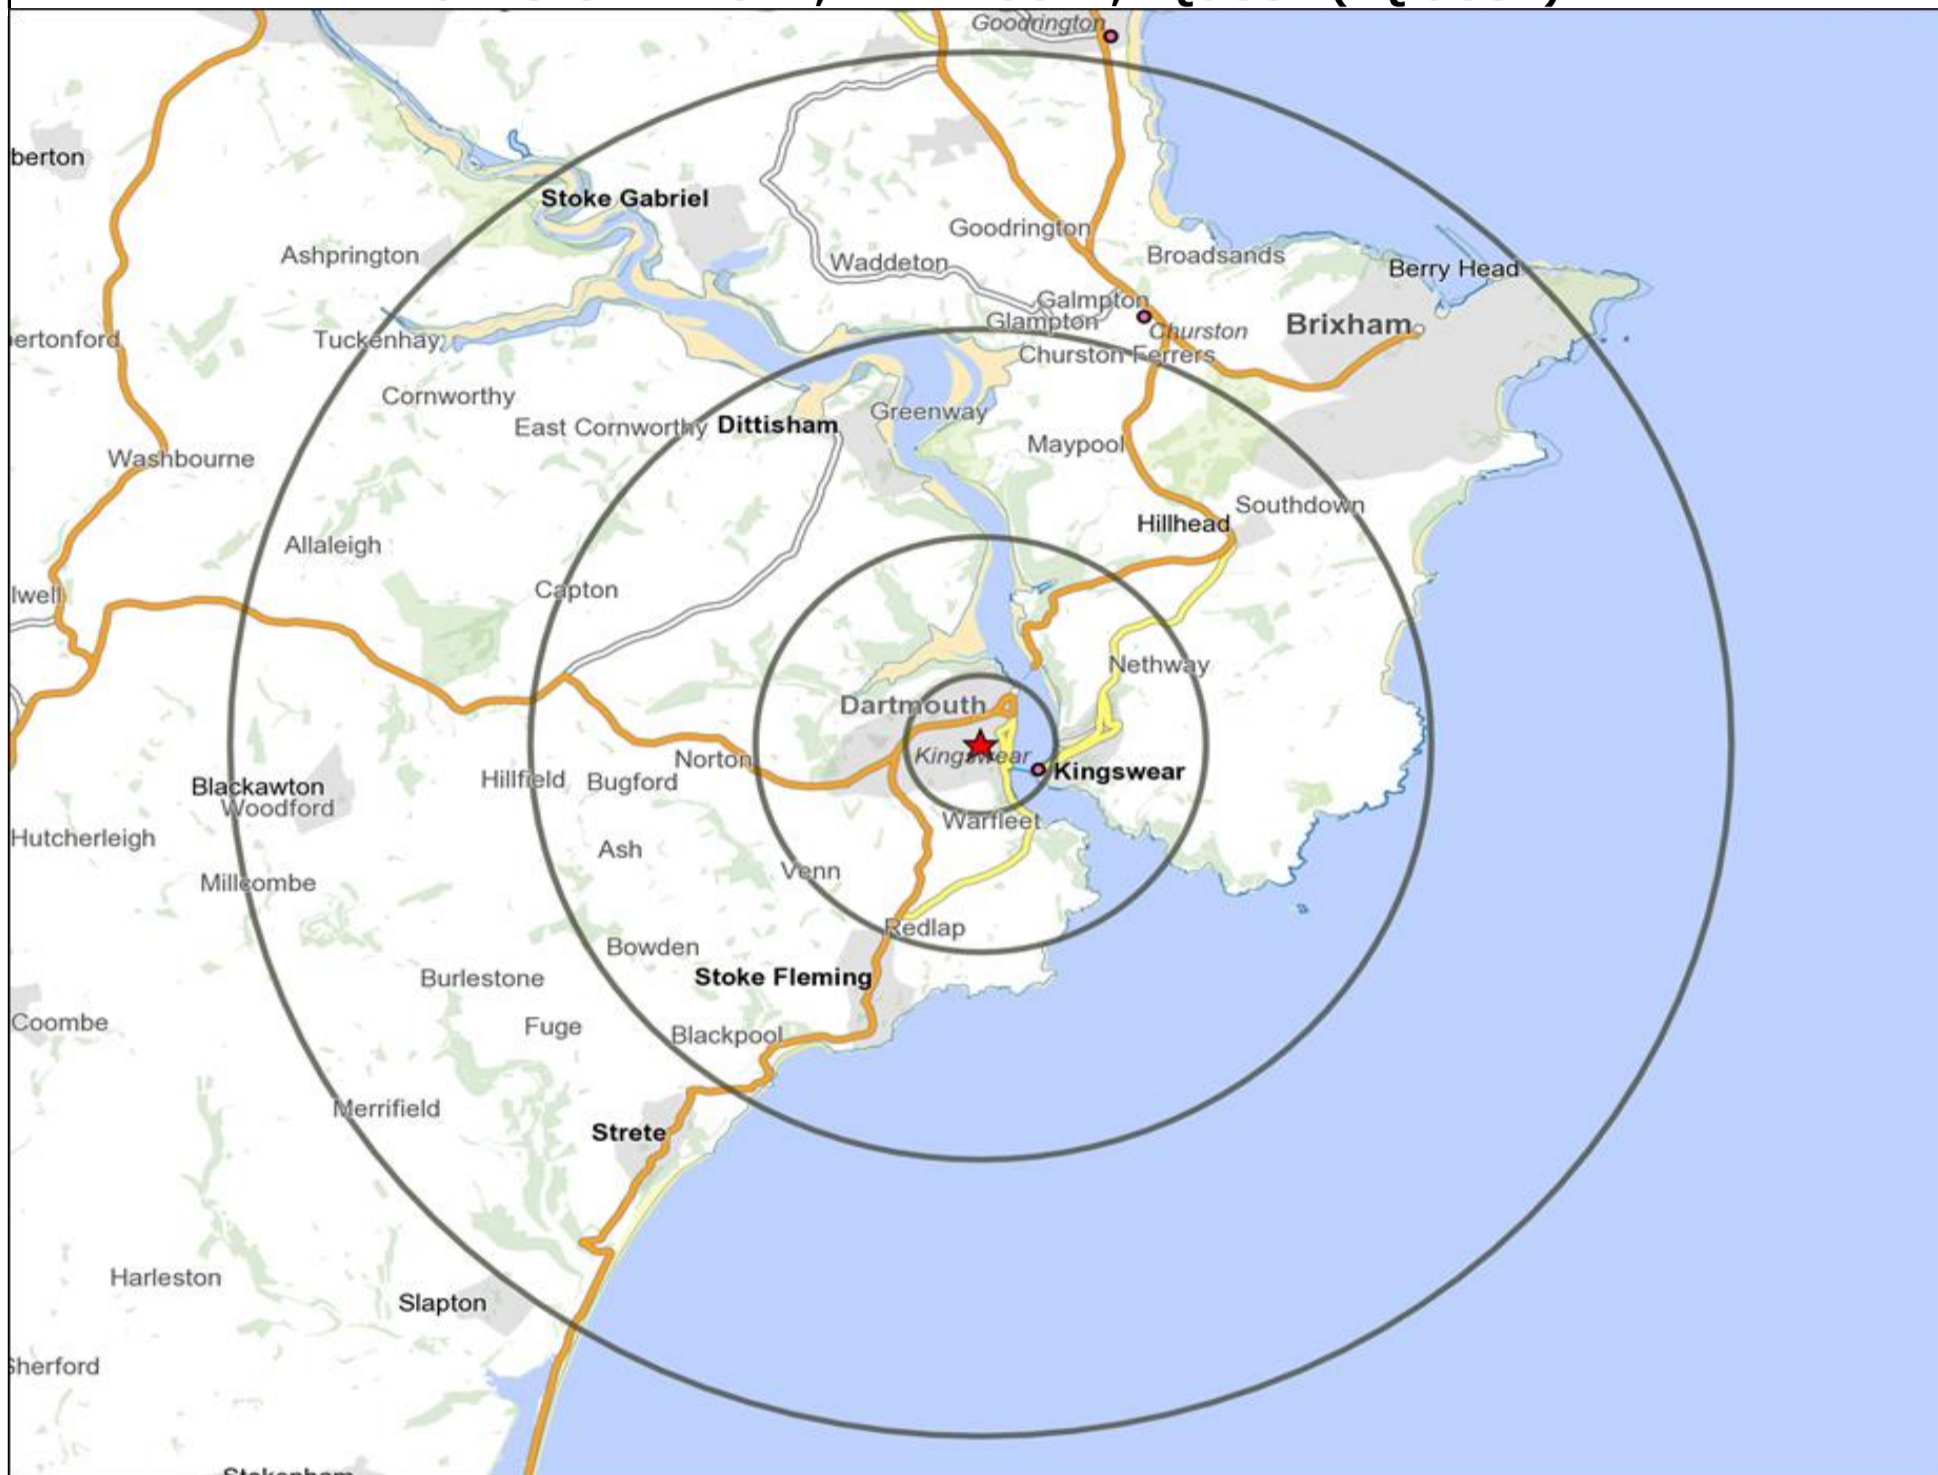 Goodrington
berton
Stoke Gabriel
Goodrington
Ashprington
Broadsands
Waddeton
Berry Head
Galmpton
Glampton
Churston
Brixham
ertonford
Tuckenhay
Churston Ferrers
Cornworthy
East Cornworthy
Dittisham
Greenway
Maypool
Washbourne
Southdown
Hillhead
Allaleigh
Capton
lwell
Nethway
Dartmouth
Kingswear
Norton
Kingswear
Hillfield
Bugford
Blackawton
Woodford
Warfleet
Hutcherleigh
Ash
Venn
Millcombe
Redlap
Bowden
Stoke Fleming
Burlestone
Coombe
Fuge
Blackpool
Merrifield
Strete
Harleston
Slapton
Sherford
Stokenham